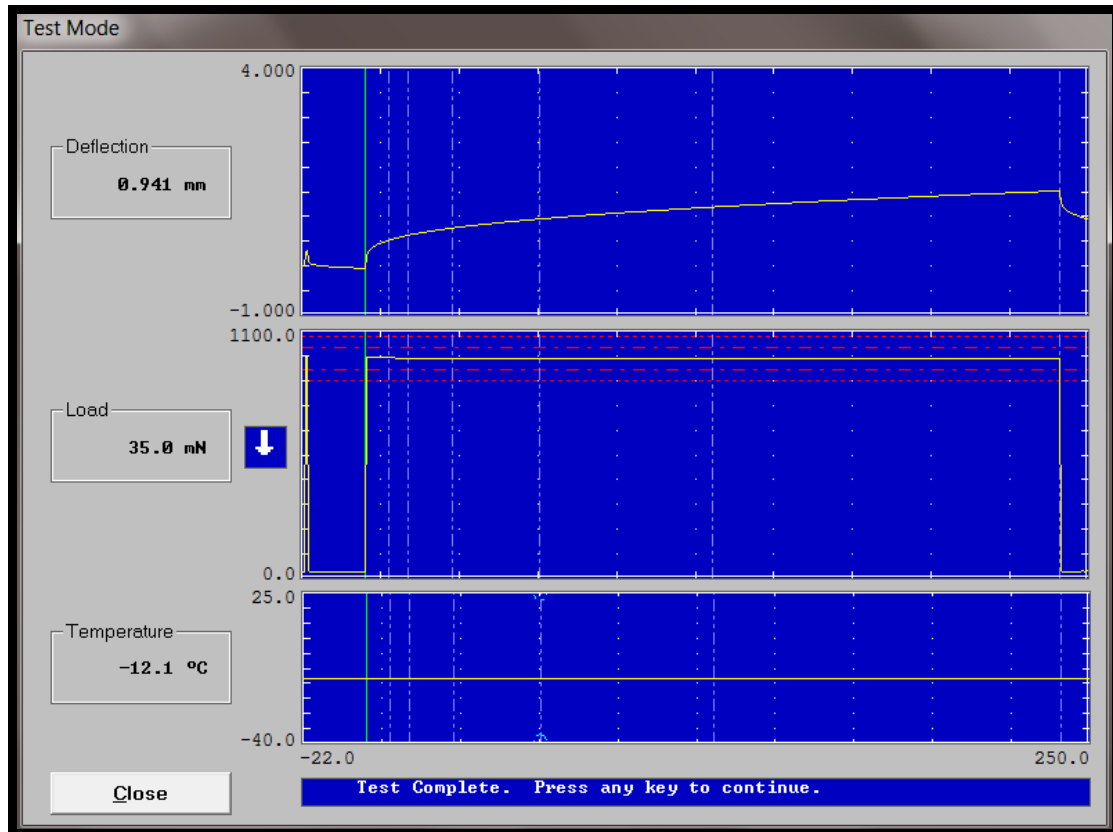 Test Mode
4.000
Deflection
0.941 mm
-1.000
1100.0
Load
35.0 mN
0.0
25.0
Temperature
-12.1 ºC
-40.0
-22.0 250.0
Close
Test Complete. Press any key to continue.